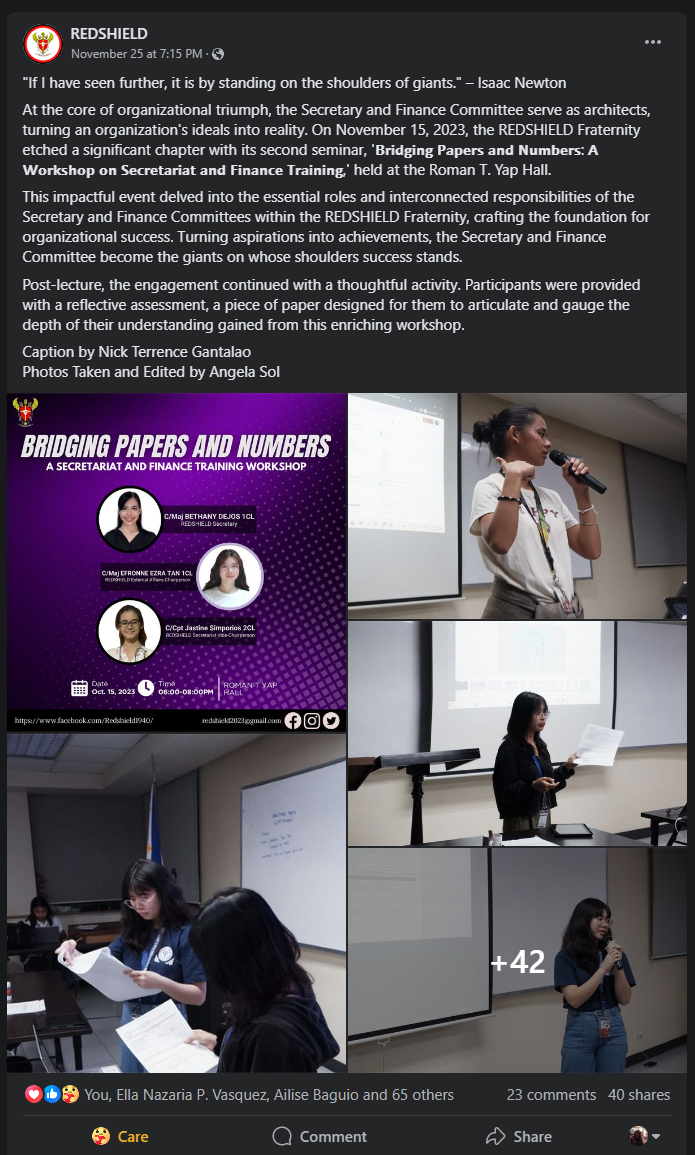 REDSHIELD
November 25 at 7:15 PM ·
"If I have seen further, it is by standing on the shoulders of giants." – Isaac Newton
At the core of organizational triumph, the Secretary and Finance Committee serve as architects,
turning an organization's ideals into reality. On November 15, 2023, the REDSHIELD Fraternity
etched a significant chapter with its second seminar, 'Bridging Papers and Numbers: A
Workshop on Secretariat and Finance Training,' held at the Roman T. Yap Hall.
This impactful event delved into the essential roles and interconnected responsibilities of the
Secretary and Finance Committees within the REDSHIELD Fraternity, crafting the foundation for
organizational success. Turning aspirations into achievements, the Secretary and Finance
Committee become the giants on whose shoulders success stands.
Post-lecture, the engagement continued with a thoughtful activity. Participants were provided
with a reflective assessment, a piece of paper designed for them to articulate and gauge the
depth of their understanding gained from this enriching workshop.
Caption by Nick Terrence Gantalao
Photos Taken and Edited by Angela Sol
BRIDGING PAPERS AND NUMBERS
A SECRETARIAT AND FINANCE TRAINING WORKSHOP
C/Maj BETHANY DEJOS 1CL
REDSHIELD Secretary
C/Maj EFRONNE EZRA TAN 1CL
REDSHIELD External Affairs Chairperson
C/Cpt Jastine Simporios 2CL
REDSHIELD Secretariat Vice-Chairperson
Date
Oct. 15, 2023
Time
06:00-08:00PM
ROMAN T YAP
HALL
https://www.facebook.com/Redshield1940/
redshield2023@gmail.com
+42
You, Ella Nazaria P. Vasquez, Ailise Baguio and 65 others
23 comments 40 shares
Care
Comment
Share